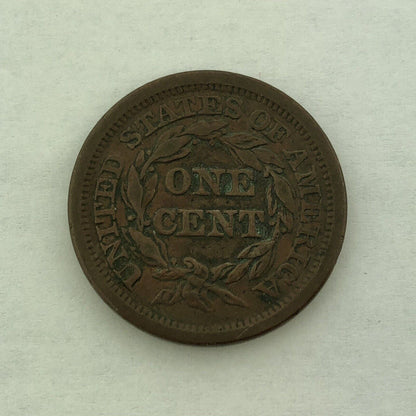 UNITED STATES OF AMERICA
ONE
CENT